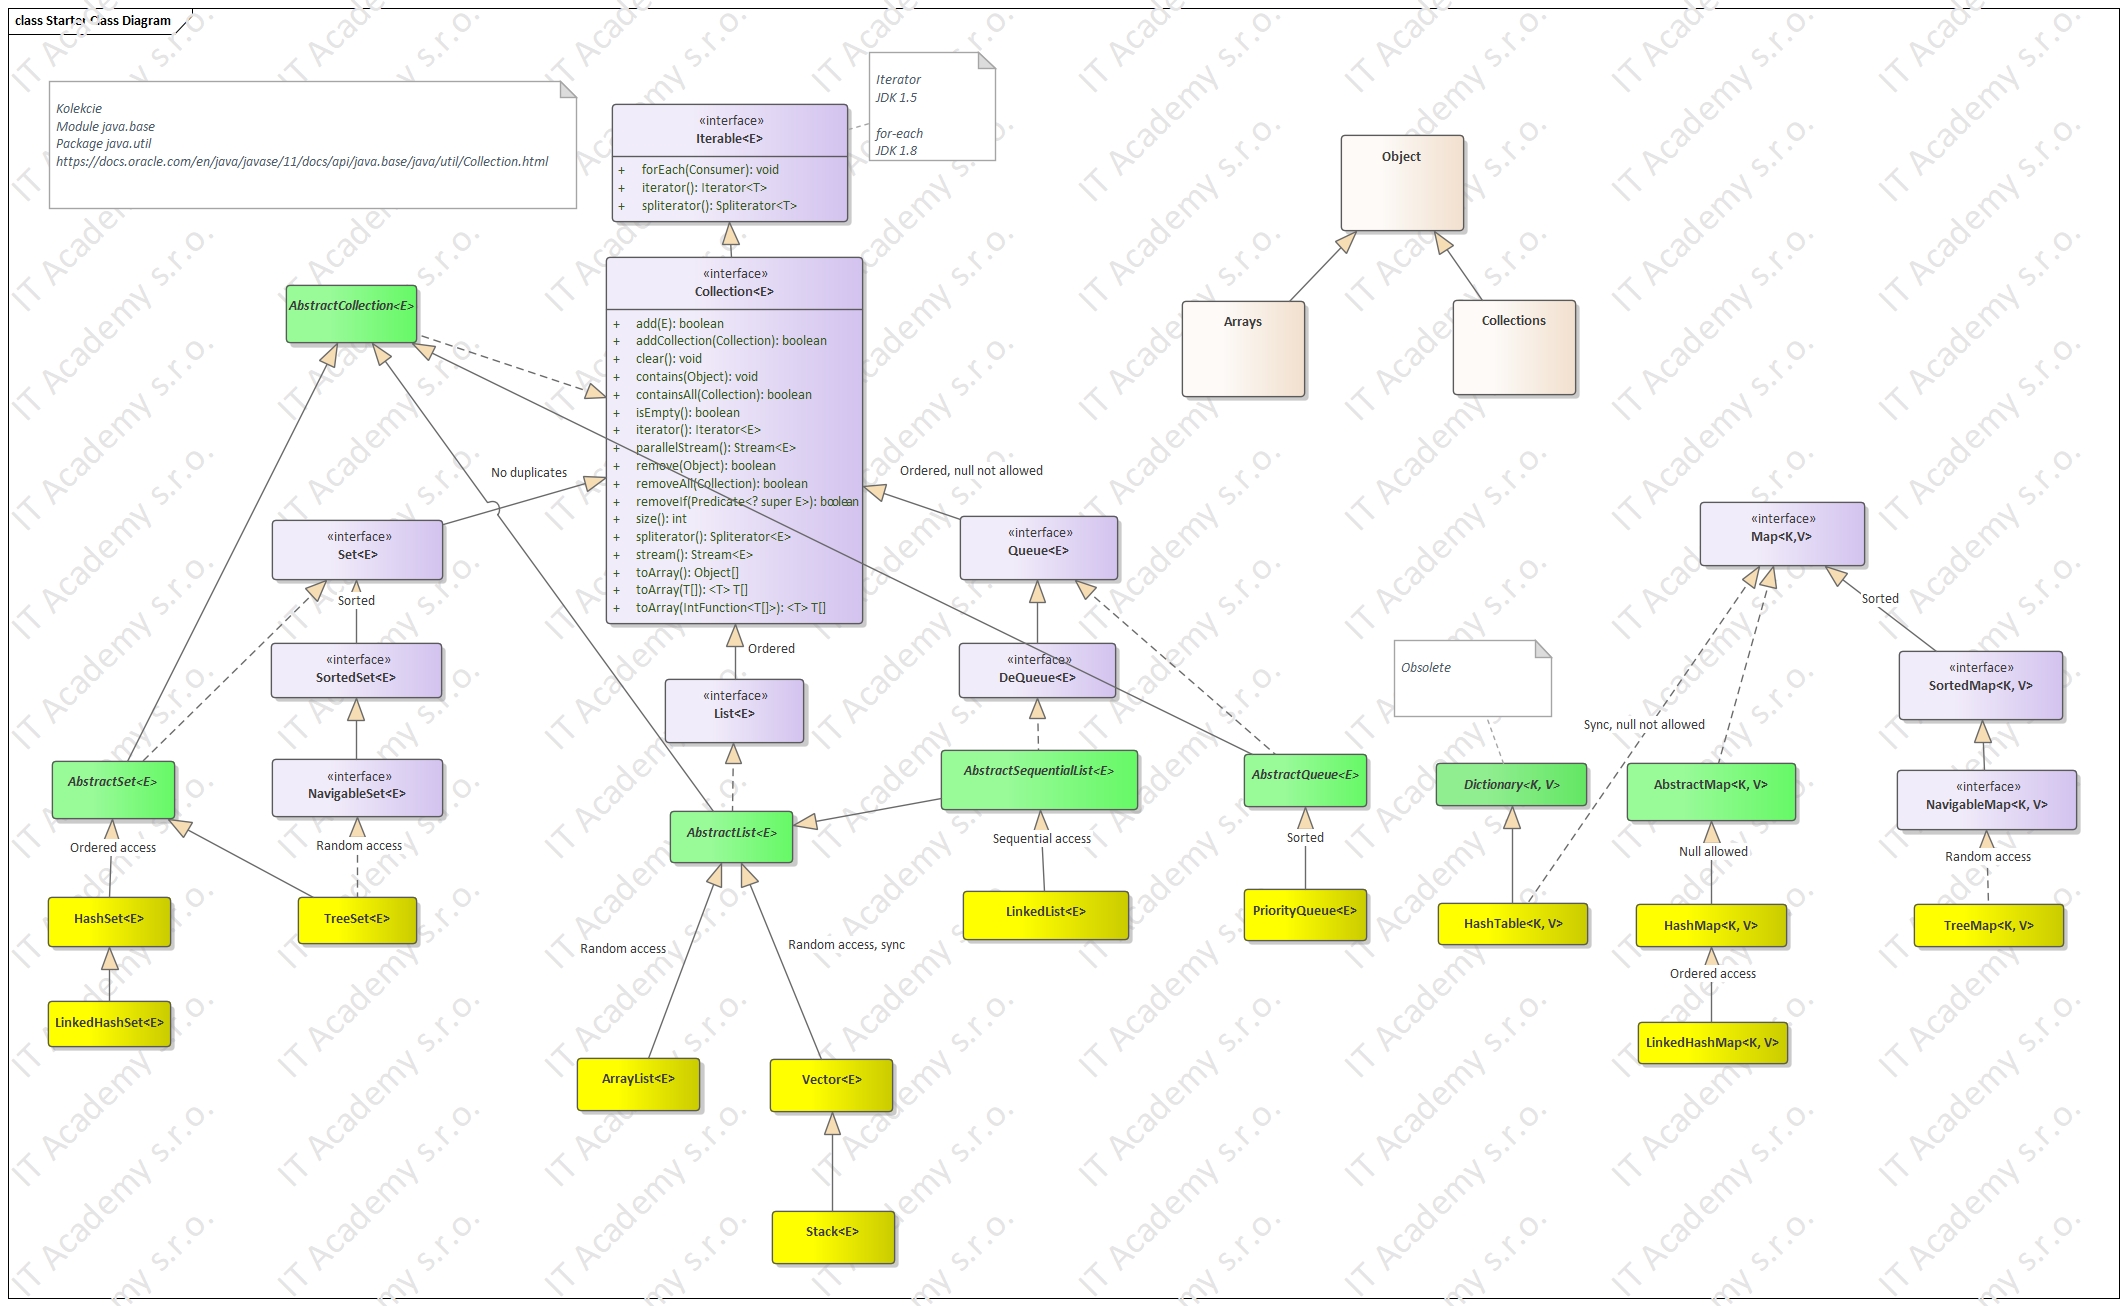 class Starter Class Diagram
Kolekcie
Module java.base
Package java.util
https://docs.oracle.com/en/java/javase/11/docs/api/java.base/java/util/Collection.html
«interface»
Iterable<E>
+ forEach(Consumer): void
+ iterator(): Iterator<T>
+ spliterator(): Spliterator<T>
Iterator
JDK 1.5
for-each
JDK 1.8
Object
Arrays
Collections
AbstractCollection<E>
«interface»
Collection<E>
+ add(E): boolean
+ addCollection(Collection): boolean
+ clear(): void
+ contains(Object): void
+ containsAll(Collection): boolean
+ isEmpty(): boolean
+ iterator(): Iterator<E>
+ parallelStream(): Stream<E>
+ remove(Object): boolean
+ removeAll(Collection): boolean
+ removeIf(Predicate<? super E>): boolean
+ size(): int
+ spliterator(): Spliterator<E>
+ stream(): Stream<E>
+ toArray(): Object[]
+ toArray(T[]): <T> T[]
+ toArray(IntFunction<T[]>): <T> T[]
No duplicates
Ordered, null not allowed
«interface»
Set<E>
Sorted
«interface»
SortedSet<E>
«interface»
NavigableSet<E>
Random access
AbstractSet<E>
Ordered access
HashSet<E>
TreeSet<E>
LinkedHashSet<E>
Ordered
«interface»
List<E>
AbstractList<E>
Random access
Random access, sync
ArrayList<E>
Vector<E>
Stack<E>
«interface»
Queue<E>
«interface»
DeQueue<E>
AbstractSequentialList<E>
Sequential access
LinkedList<E>
AbstractQueue<E>
Sorted
PriorityQueue<E>
Obsolete
Dictionary<K, V>
HashTable<K, V>
Sync, null not allowed
«interface»
Map<K,V>
Sorted
AbstractMap<K, V>
Null allowed
HashMap<K, V>
Ordered access
LinkedHashMap<K, V>
«interface»
SortedMap<K, V>
«interface»
NavigableMap<K, V>
Random access
TreeMap<K, V>
IT Academy s.r.o.